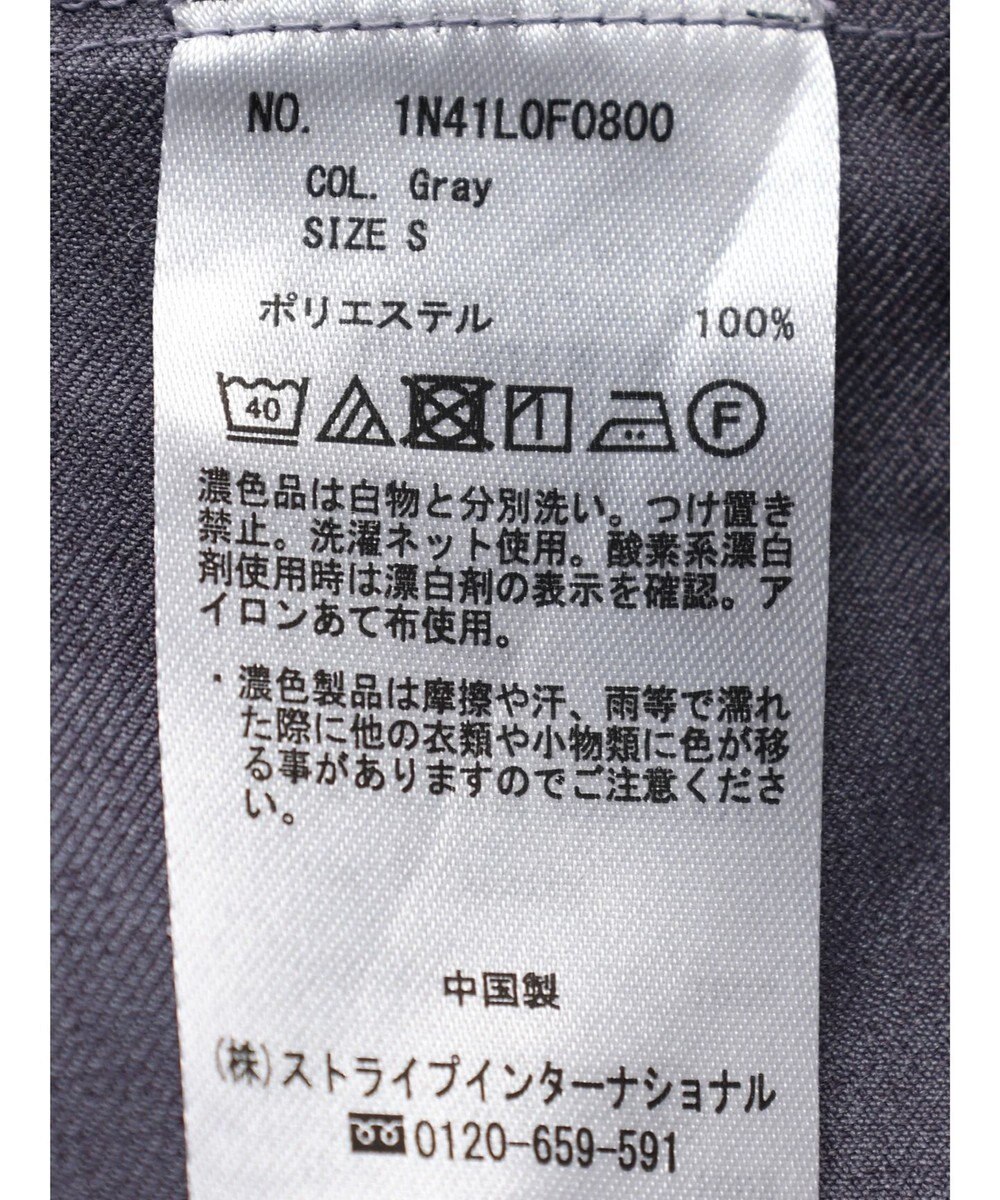 NO. 1N41L0F0800
COL. Gray
SIZE S
ポリエステル 100%
40 F
濃色品は白物と分別洗い。つけ置き
禁止。洗濯ネット使用。酸素系漂白
剤使用時は漂白剤の表示を確認。ア
イロンあて布使用。
・濃色製品は摩擦や汗、雨等で濡れ
た際に他の衣類や小物類に色が移
る事がありますのでご注意くださ
い。
中国製
(株)ストライプインターナショナル
0120-659-591